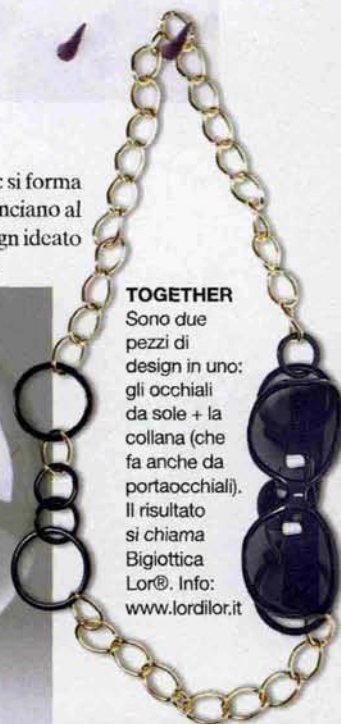 si forma
nciano al
gn ideato
TOGETHER
Sono due
pezzi di
design in uno:
gli occhiali
da sole + la
collana (che
fa anche da
portaocchiali).
Il risultato
si chiama
Bigiottica
Lor®. Info:
www.lordilor.it